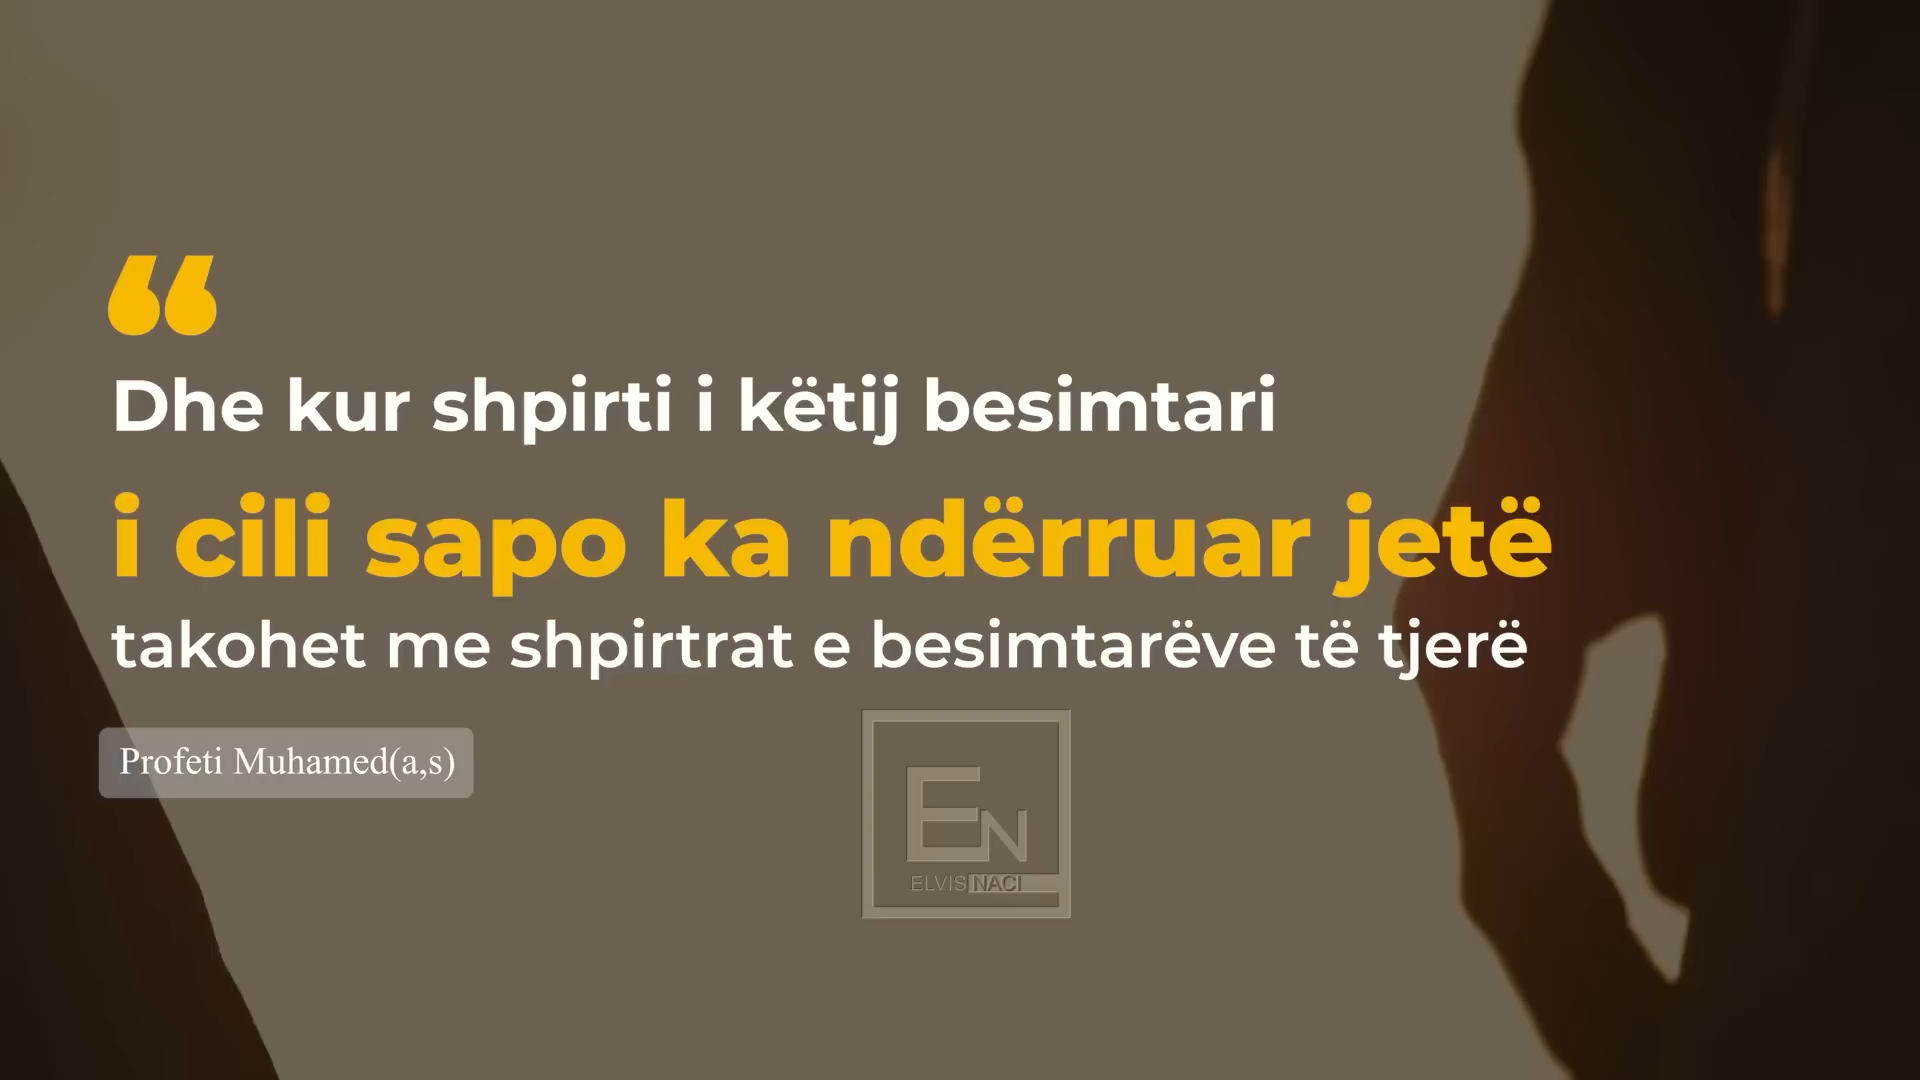 “
Dhe kur shpirti i këtij besimtari
i cili sapo ka ndërruar jetë
takohet me shpirtrat e besimtarëve të tjerë
Profeti Muhamed(a,s)
EN
ELVIS NACI